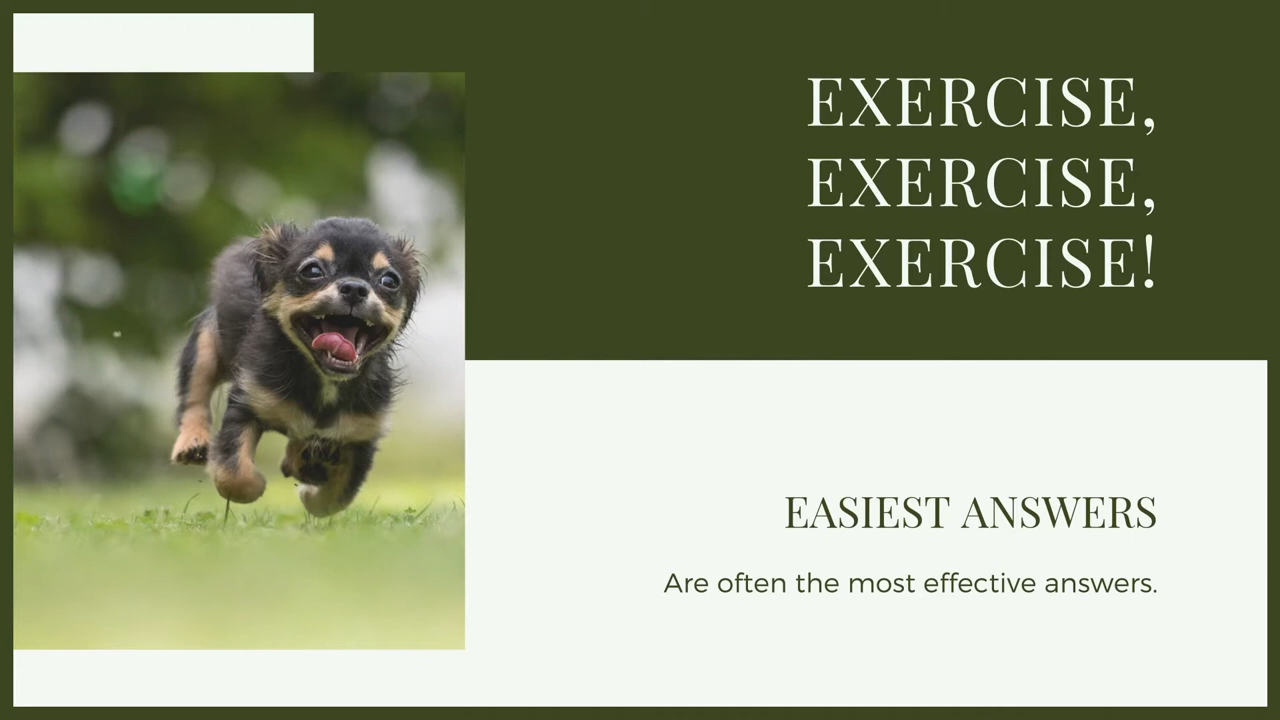 EXERCISE,
EXERCISE,
EXERCISE!
EASIEST ANSWERS
Are often the most effective answers.